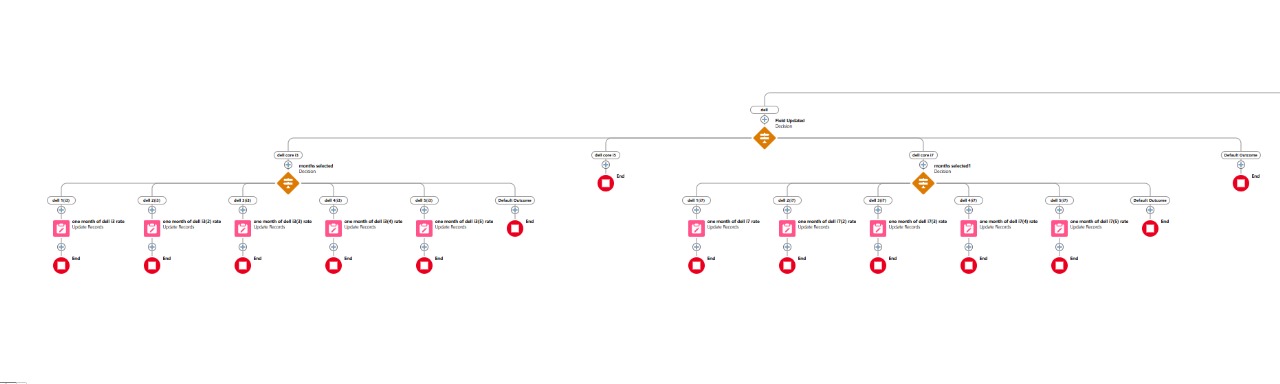 dell
Field Updated
Decision
dell core i3
dell core i5
dell core i7
Default Outcome
months selected
Decision
End
months selected1
Decision
End
dell 1(i3)
dell 2(i3)
dell 3(i3)
dell 4(i3)
dell 5(i3)
Default Outcome
dell 1(i7)
dell 2(i7)
dell 3(i7)
dell 4(i7)
dell 5(i7)
Default Outcome
one month of dell i3 rate
Update Records
one month of dell i3(2) rate
Update Records
one month of dell i3(3) rate
Update Records
one month of dell i3(4) rate
Update Records
one month of dell i3(5) rate
Update Records
End
one month of dell i7 rate
Update Records
one month of dell i7(2) rate
Update Records
one month of dell i7(3) rate
Update Records
one month of dell i7(4) rate
Update Records
one month of dell i7(5) rate
Update Records
End
End
End
End
End
End
End
End
End
End
End